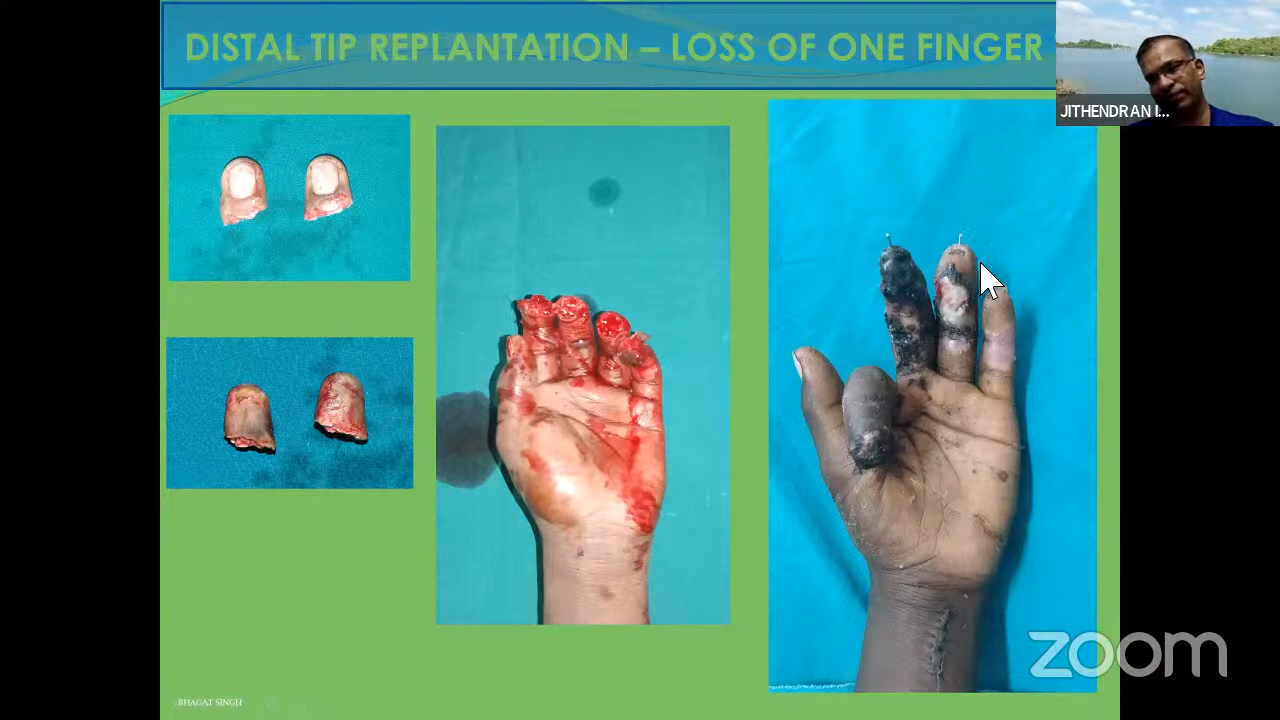 DISTAL TIP REPLANTATION – LOSS OF ONE FINGER
JITHENDRAN I...
BHAGAT SINGH
zoom